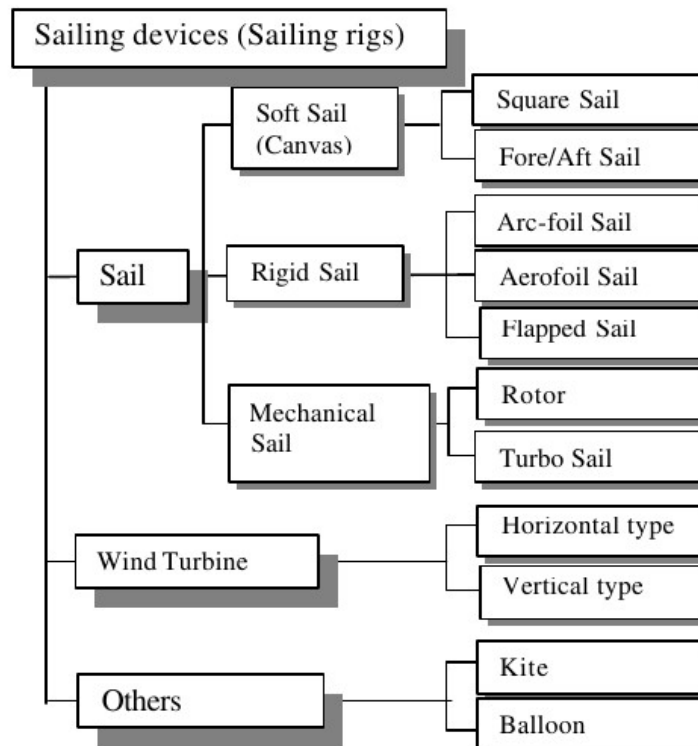 Sailing devices (Sailing rigs)
Soft Sail
(Canvas)
Square Sail
Fore/Aft Sail
Sail
Rigid Sail
Arc-foil Sail
Aerofoil Sail
Flapped Sail
Mechanical
Sail
Rotor
Turbo Sail
Wind Turbine
Horizontal type
Vertical type
Others
Kite
Balloon